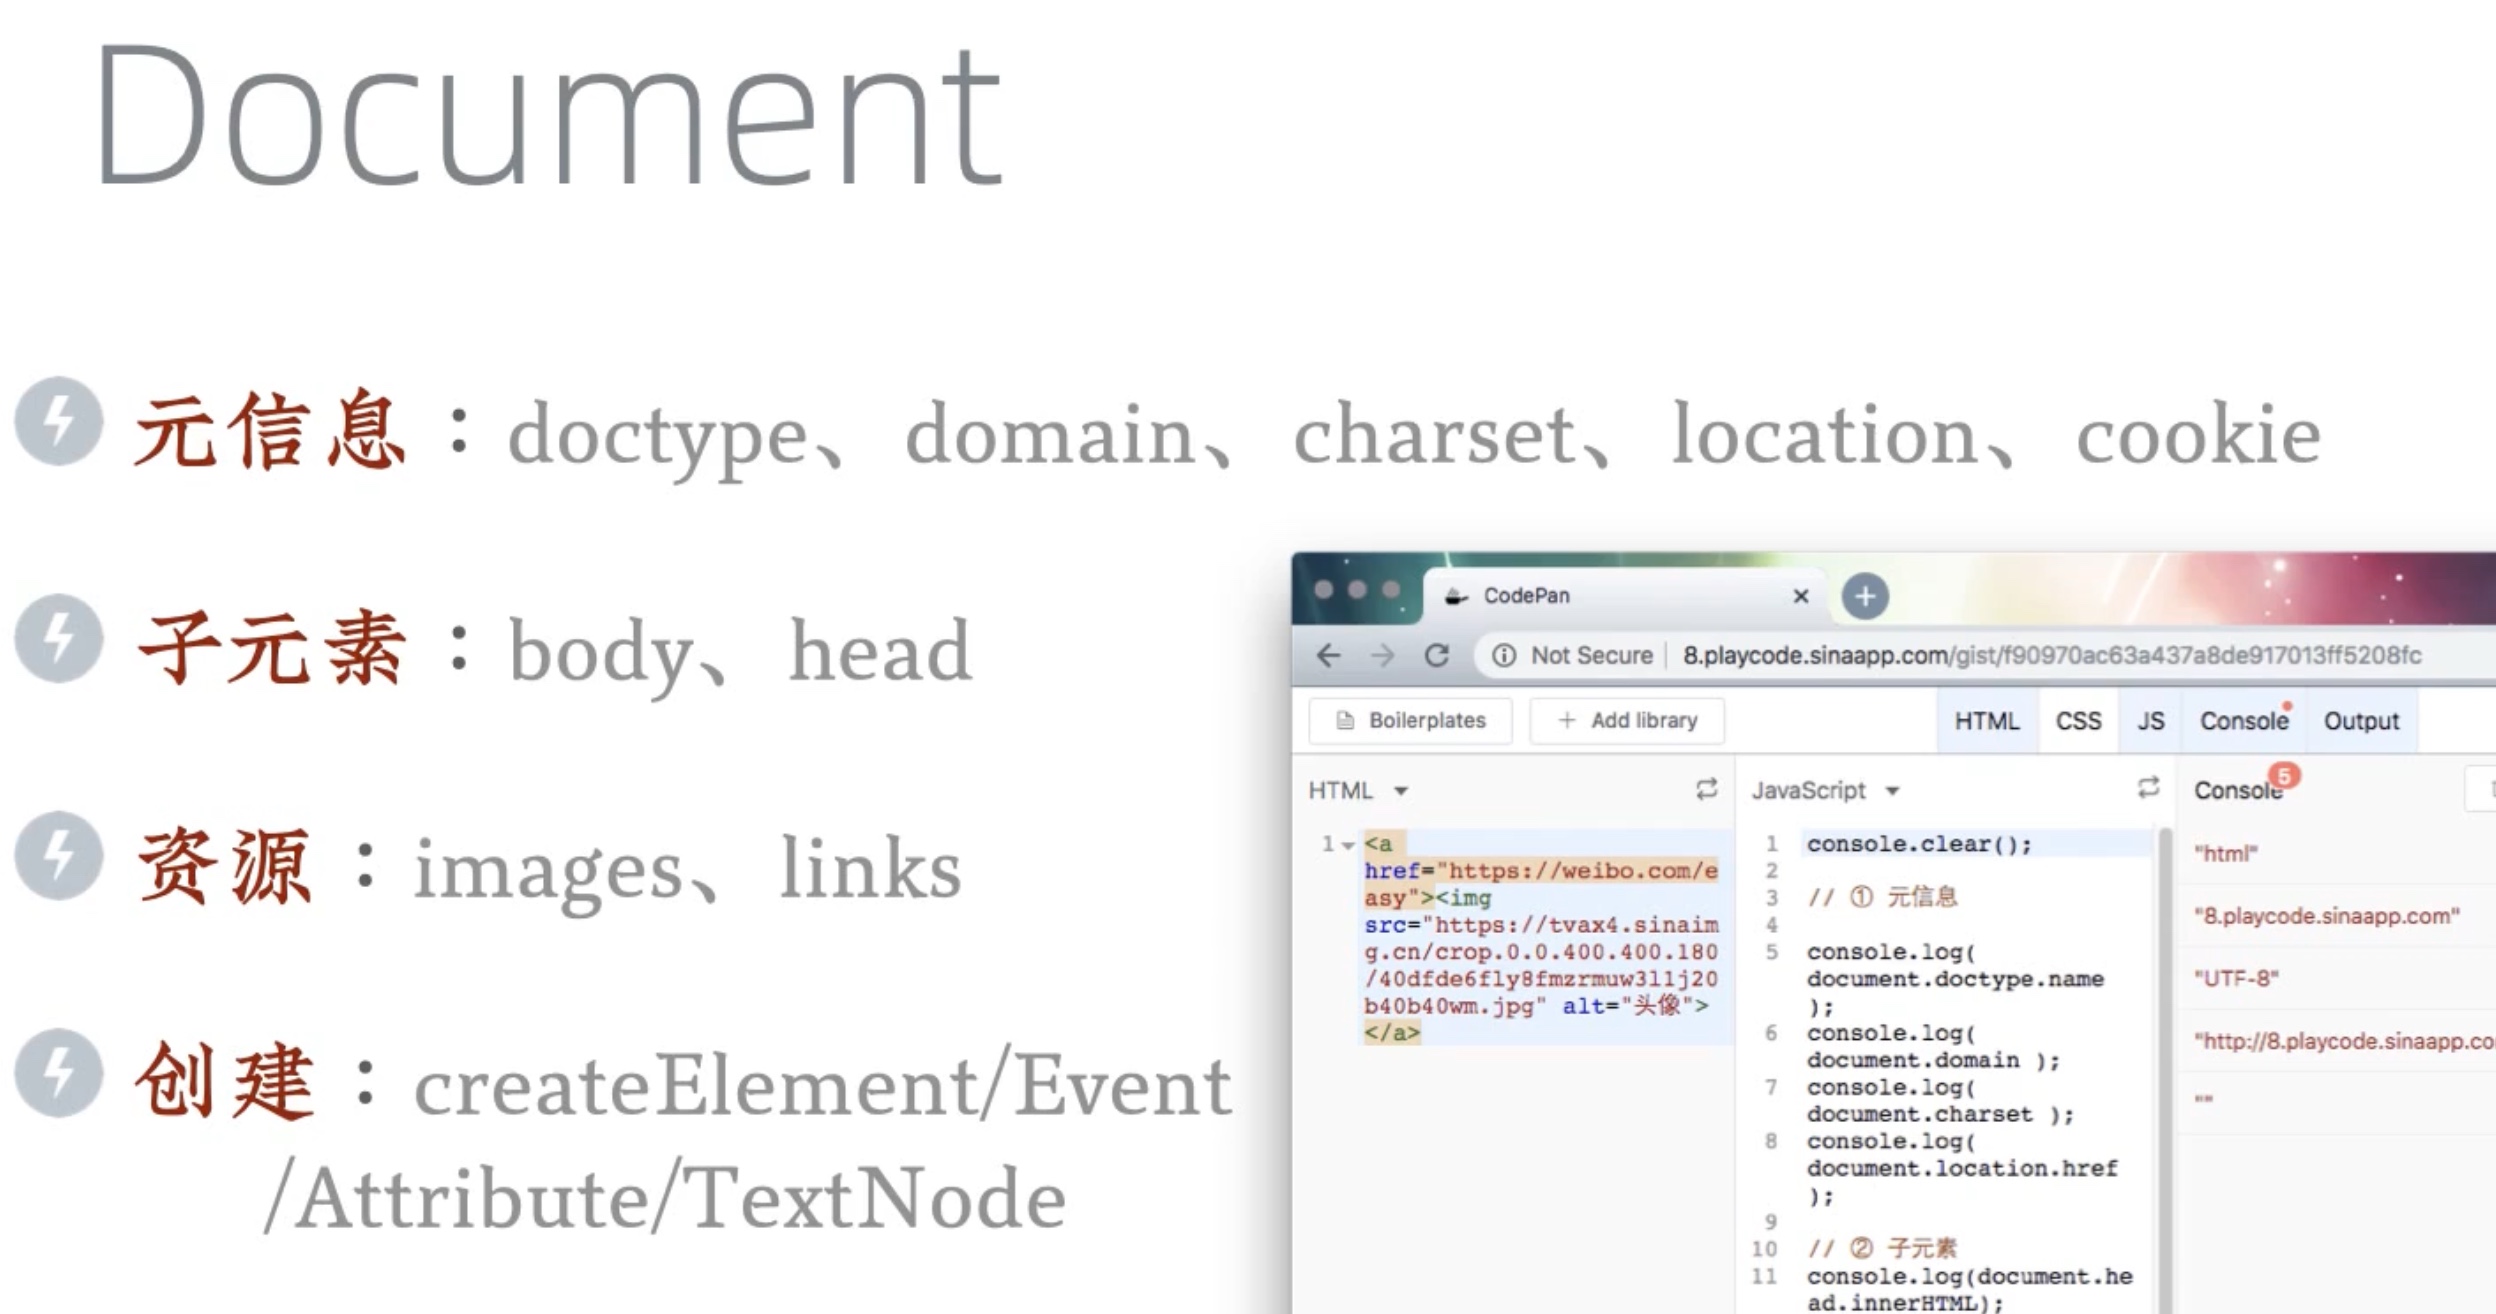 Document
元信息：doctype、domain、charset、location、cookie
子元素：body、head
资源：images、links
创建：createElement/Event
/Attribute/TextNode
CodePan
Not Secure 8.playcode.sinaapp.com/gist/f90970ac63a437a8de917013ff5208fc
Boilerplates + Add library HTML CSS JS Console Output
HTML
1 <a
href="https://weibo.com/e
asy"><img
src="https://tvax4.sinaim
g.cn/crop.0.0.400.400.180
/40dfde6fly8fmzrmuw3l1j20
b40b40wm.jpg" alt="头像">
</a>
JavaScript
1 console.clear();
2
3 // ① 元信息
4
5 console.log(
document.doctype.name
);
6 console.log(
document.domain );
7 console.log(
document.charset );
8 console.log(
document.location.href
);
9
10 // ② 子元素
11 console.log(document.he
ad.innerHTML);
Console 5
"html"
"8.playcode.sinaapp.com"
"UTF-8"
"http://8.playcode.sinaapp.co
""